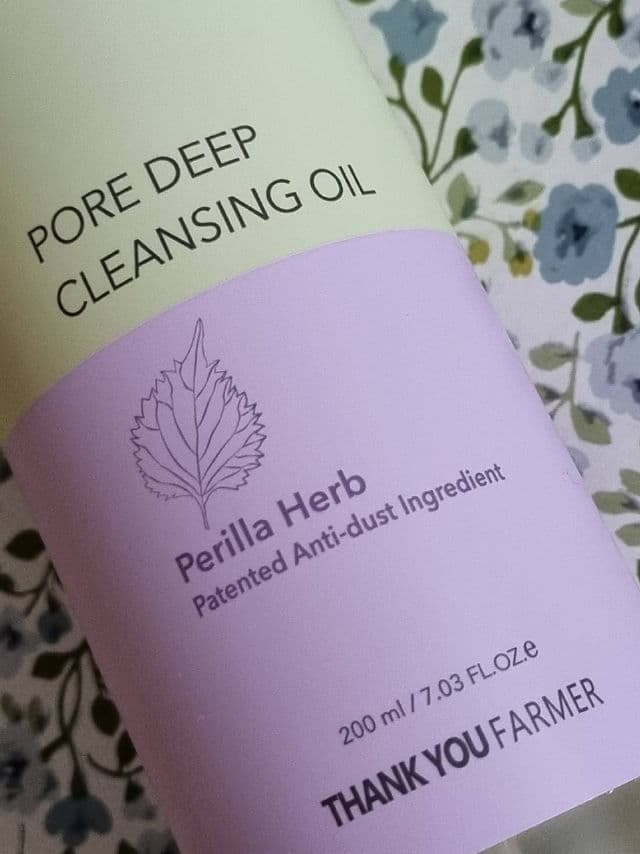 PORE DEEP
CLEANSING OIL
Perilla Herb
Patented Anti-dust Ingredient
200 ml / 7.03 FL.OZ.e
THANK YOU FARMER